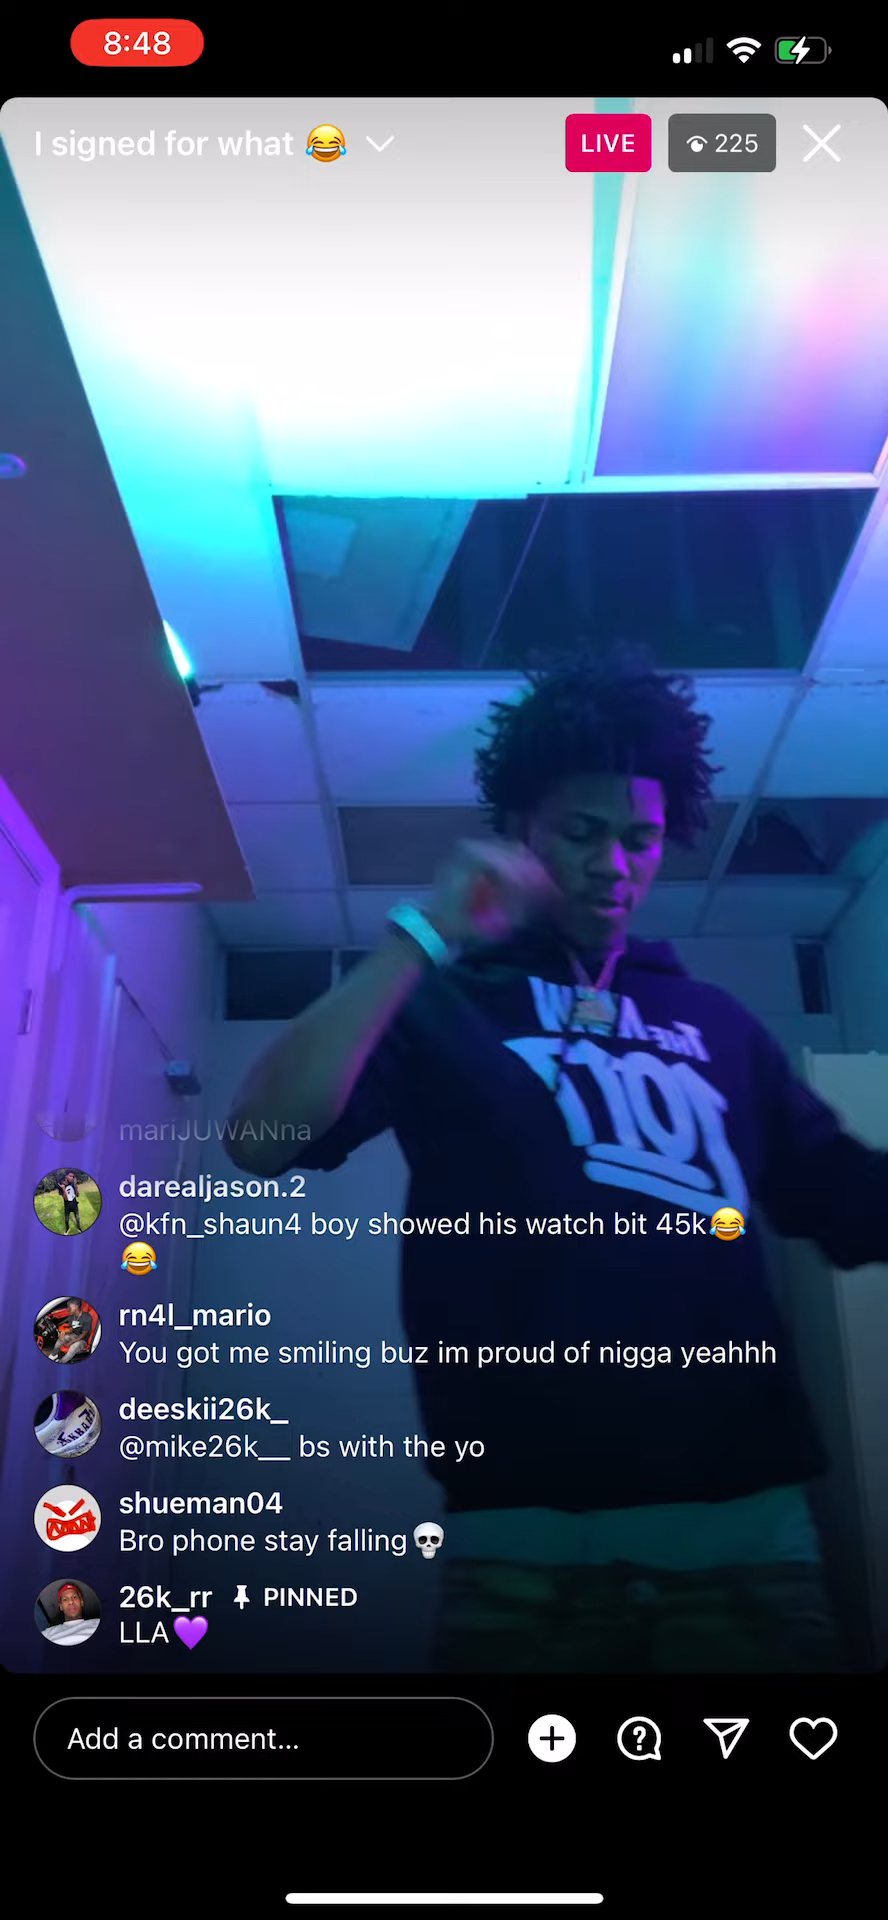 8:48
I signed for what 😂
LIVE
225
mariJUWANna
darealjason.2
@kfn_shaun4 boy showed his watch bit 45k😂
😂
rn4l_mario
You got me smiling buz im proud of nigga yeahhh
deeskii26k_
@mike26k__ bs with the yo
shueman04
Bro phone stay falling💀
26k_rr PINNED
LLA💜
Add a comment...